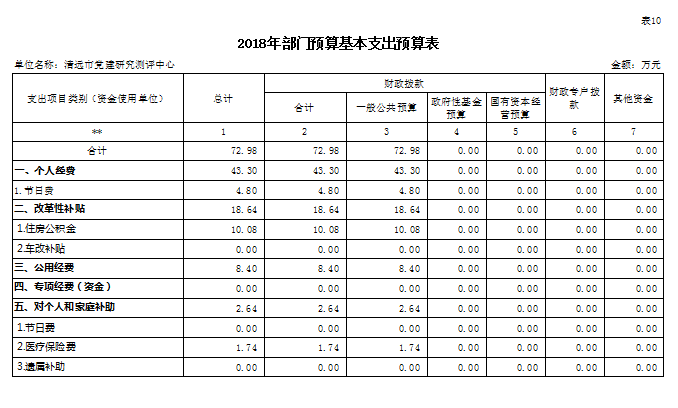 表10
2018年部门预算基本支出预算表
单位名称：清远市党建研究测评中心 金额：万元
支出项目类别（资金使用单位） 总计 财政拨款 财政专户拨款 其他资金
合计 一般公共预算 政府性基金预算 国有资本经营预算
** 1 2 3 4 5 6 7
合计 72.98 72.98 72.98 0.00 0.00 0.00 0.00
一、个人经费 43.30 43.30 43.30 0.00 0.00 0.00 0.00
1.节日费 4.80 4.80 4.80 0.00 0.00 0.00 0.00
二、改革性补贴 18.64 18.64 18.64 0.00 0.00 0.00 0.00
1.住房公积金 10.08 10.08 10.08 0.00 0.00 0.00 0.00
2.车改补贴 0.00 0.00 0.00 0.00 0.00 0.00 0.00
三、公用经费 8.40 8.40 8.40 0.00 0.00 0.00 0.00
四、专项经费（资金） 0.00 0.00 0.00 0.00 0.00 0.00 0.00
五、对个人和家庭补助 2.64 2.64 2.64 0.00 0.00 0.00 0.00
1.节日费 0.00 0.00 0.00 0.00 0.00 0.00 0.00
2.医疗保险费 1.74 1.74 1.74 0.00 0.00 0.00 0.00
3.遗属补助 0.00 0.00 0.00 0.00 0.00 0.00 0.00